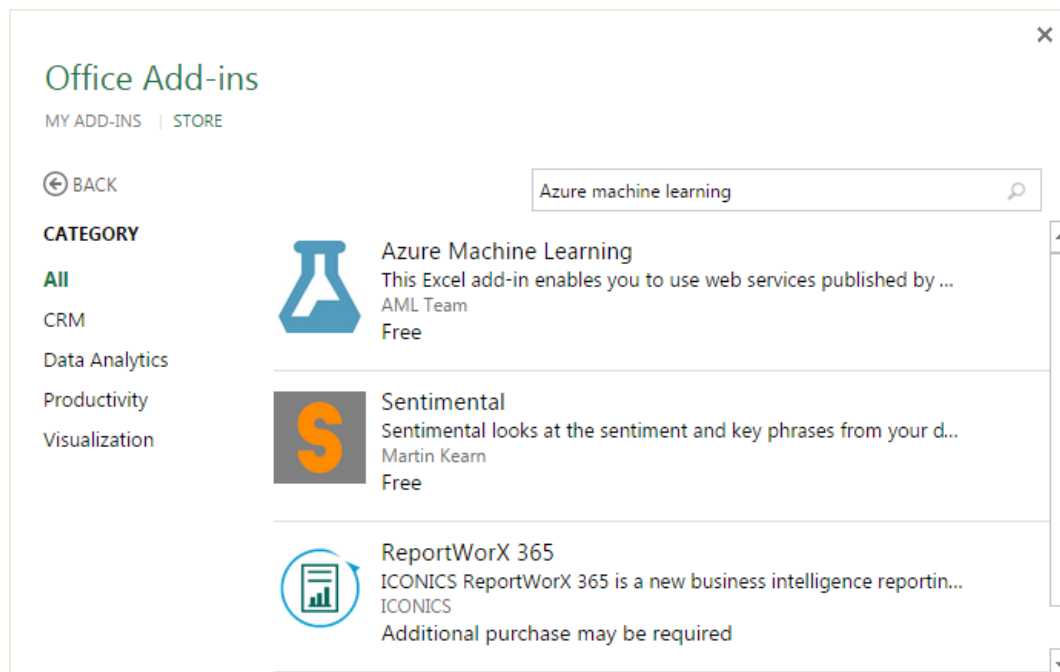 Office Add-ins
MY ADD-INS | STORE
BACK
Azure machine learning
CATEGORY
All
CRM
Data Analytics
Productivity
Visualization
Azure Machine Learning
This Excel add-in enables you to use web services published by ...
AML Team
Free
S
Sentimental
Sentimental looks at the sentiment and key phrases from your d...
Martin Kearn
Free
ReportWorX 365
ICONICS ReportWorX 365 is a new business intelligence reportin...
ICONICS
Additional purchase may be required